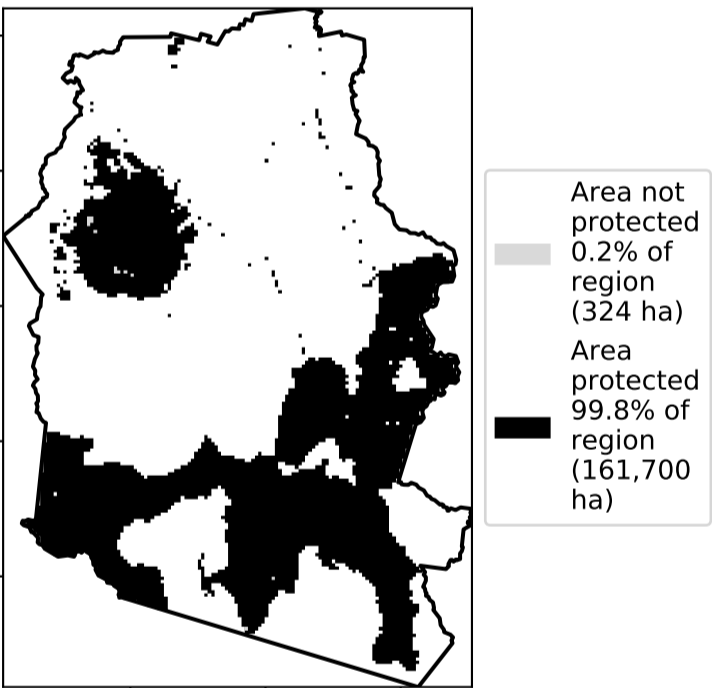 Area not
protected
0.2% of
region
(324 ha)
Area
protected
99.8% of
region
(161,700
ha)